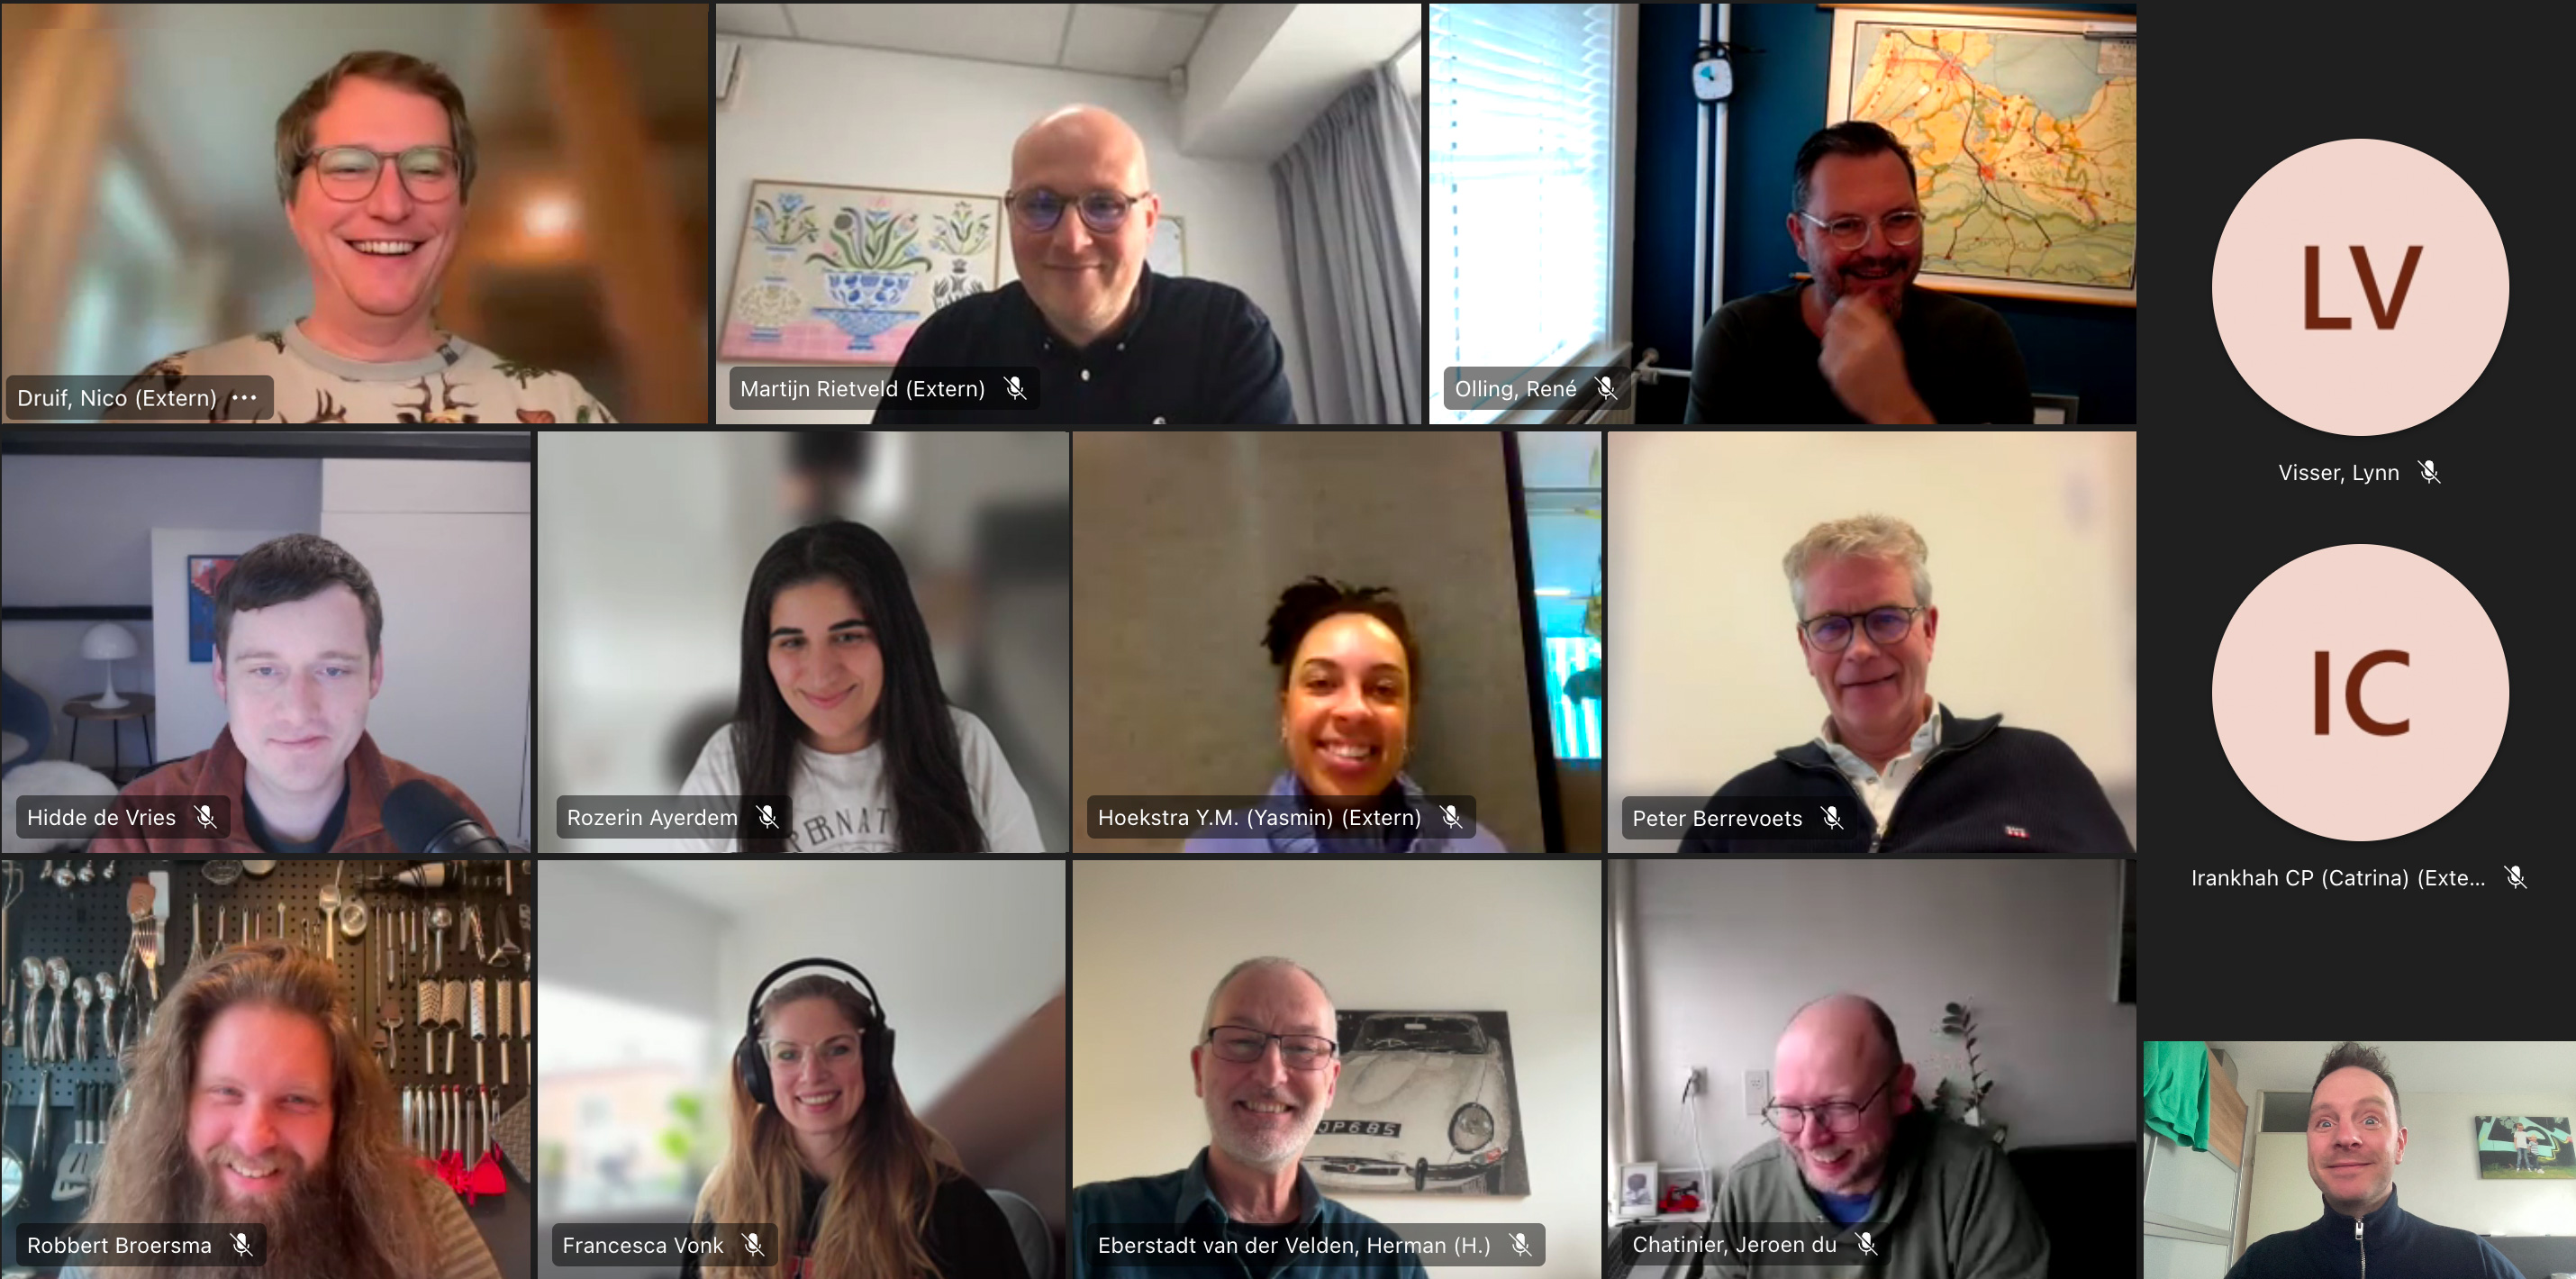 Druif, Nico (Extern) •••
Martijn Rietveld (Extern)
Olling, René
LV
Visser, Lynn
Hidde de Vries
Rozerin Ayerdem
Hoekstra Y.M. (Yasmin) (Extern)
Peter Berrevoets
IC
Irankhah CP (Catrina) (Exte...
Robbert Broersma
Francesca Vonk
JP685
Eberstadt van der Velden, Herman (H.)
Chatinier, Jeroen du